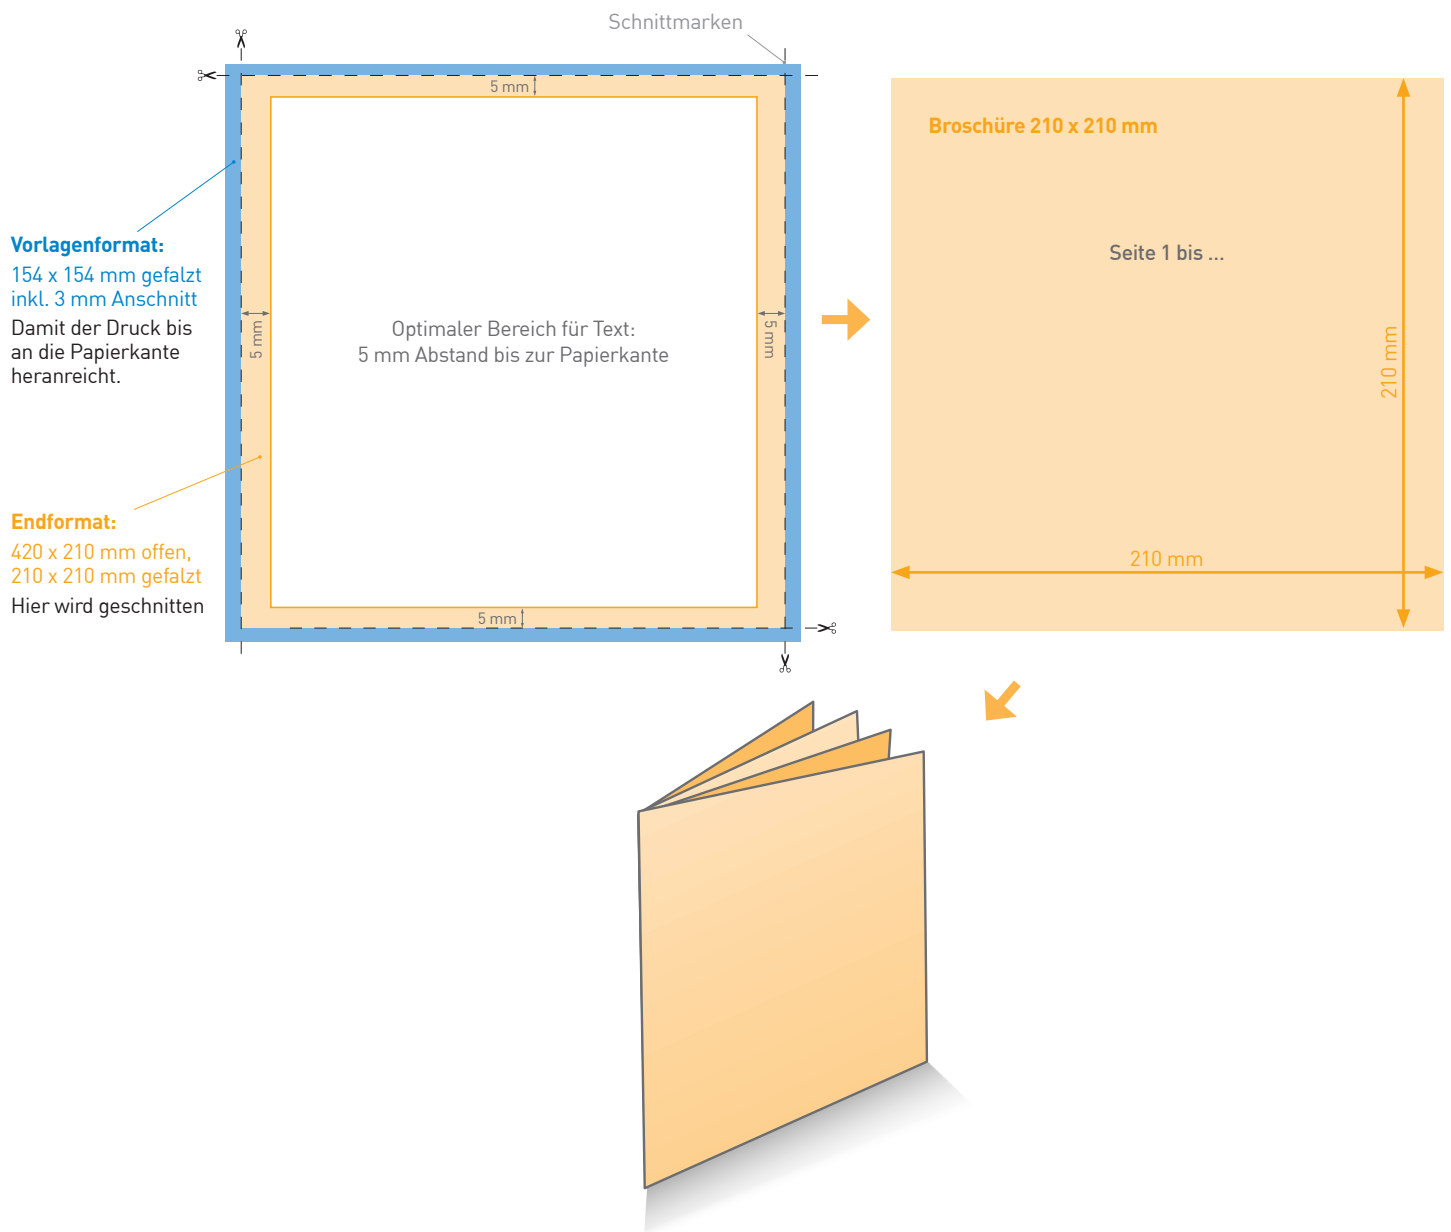 Schnittmarken
5 mm
Vorlagenformat:
154 x 154 mm gefalzt
inkl. 3 mm Anschnitt
Damit der Druck bis
an die Papierkante
heranreicht.
5 mm
Optimaler Bereich für Text:
5 mm Abstand bis zur Papierkante
5 mm
Endformat:
420 x 210 mm offen,
210 x 210 mm gefalzt
Hier wird geschnitten
5 mm
Broschüre 210 x 210 mm
Seite 1 bis ...
210 mm
210 mm